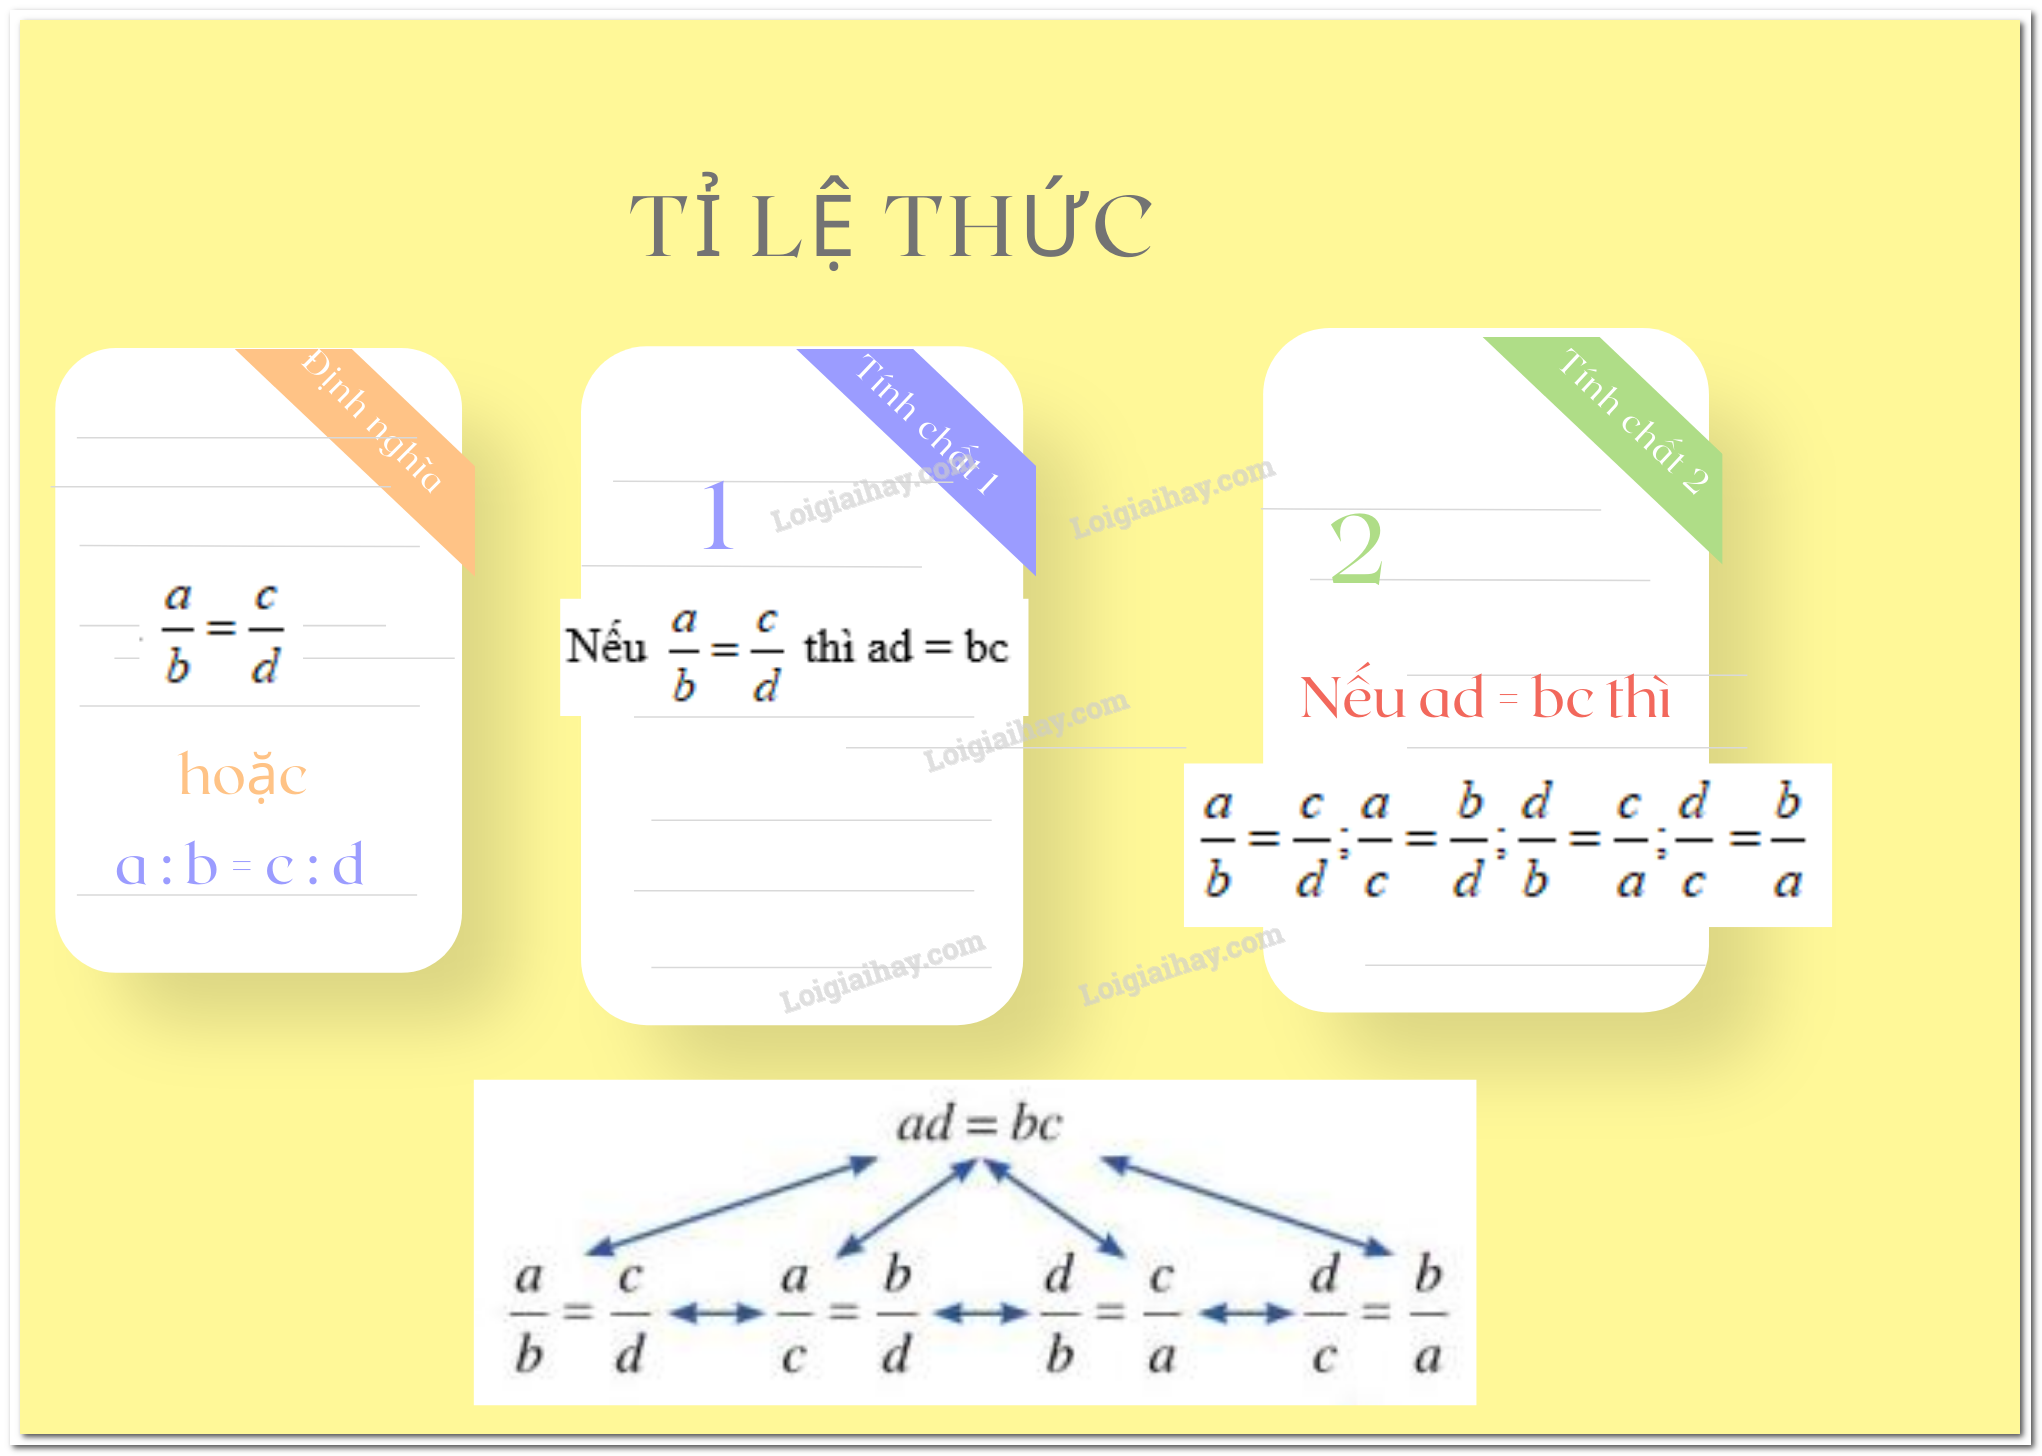 TỈ LỆ THỨC
Định nghĩa
a/b = c/d
hoặc
a : b = c : d
Tính chất 1
1
Nếu a/b = c/d thì ad = bc
Tính chất 2
2
Nếu ad = bc thì
a/b = c/d ; a/c = b/d ; d/b = c/a ; d/c = b/a
Loigiaihay.com
Loigiaihay.com
Loigiaihay.com
Loigiaihay.com
Loigiaihay.com
ad = bc
a/b = c/d ↔ a/c = b/d ↔ d/b = c/a ↔ d/c = b/a